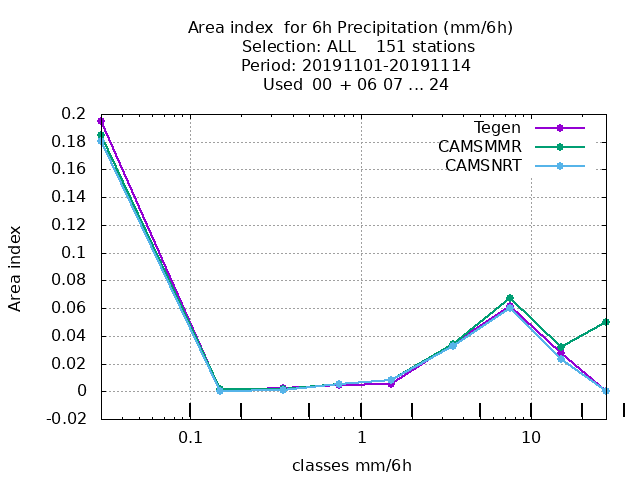 Area index  for 6h Precipitation (mm/6h)
Selection: ALL    151 stations
Period: 20191101-20191114
Used  00 + 06 07 ... 24
Tegen
CAMSMMR
CAMSNRT
0.2
0.18
0.16
0.14
0.12
0.1
0.08
0.06
0.04
0.02
0
-0.02
Area index
0.1
1
10
classes mm/6h